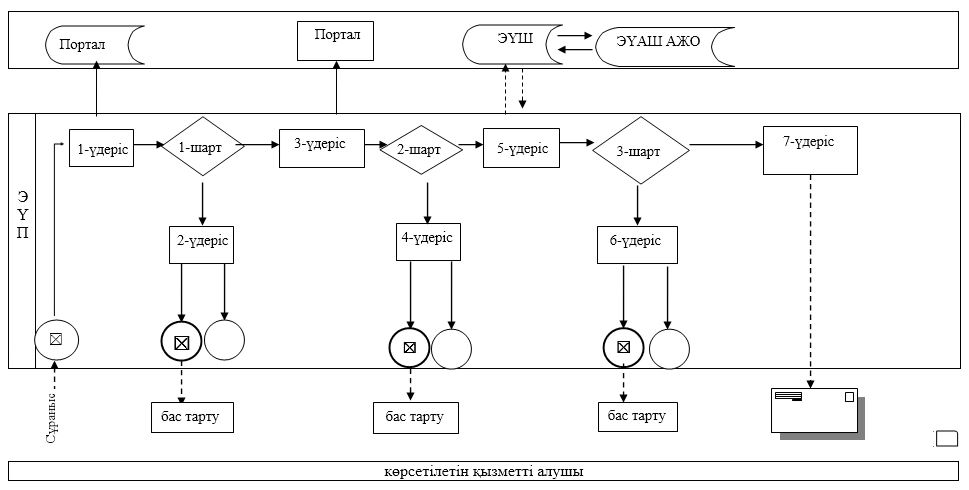 Портал
Портал
ЭҮШ
ЭҮАШ АЖО
ЭҮП
1-үдеріс
1-шарт
3-үдеріс
2-шарт
5-үдеріс
3-шарт
7-үдеріс
2-үдеріс
4-үдеріс
6-үдеріс
Сұраныс
бас тарту
бас тарту
бас тарту
көрсетілетін қызметті алушы